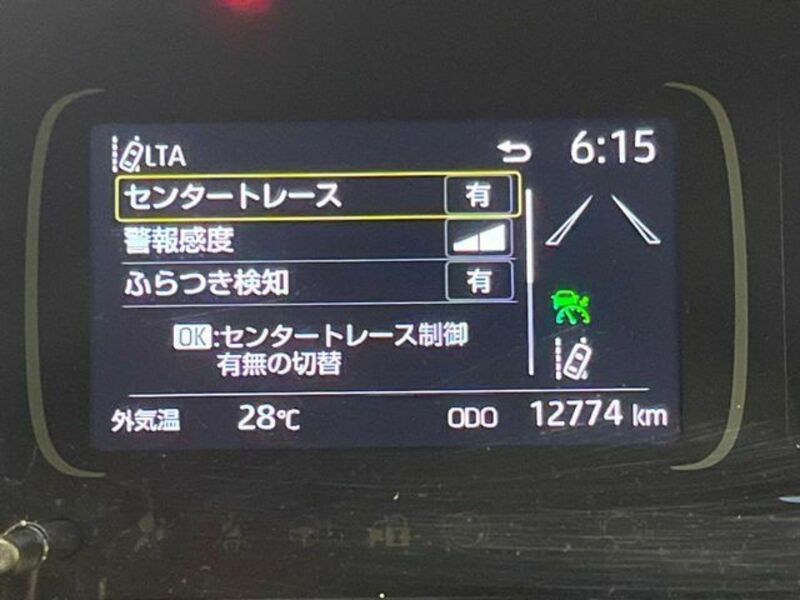 LTA 6:15
センタートレース 有
警報感度
ふらつき検知 有
OK:センタートレース制御
有無の切替
外気温 28℃ ODO 12774 km